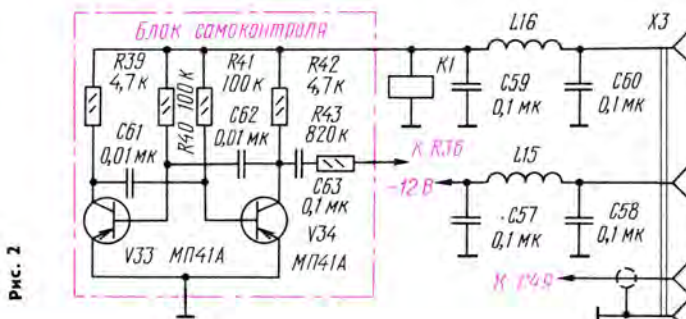 Блок самоконтроля
R39
4,7 к
R40 100 к
R41
100 к
R42
4,7 к
R43
820 к
C61
0,01 мк
C62
0,01 мк
C63
0,1 мк
К R36
V33 МП41А
V34
МП41А
K1
L16
X3
C59
0,1 мк
C60
0,1 мк
L15
-12 В
C57
0,1 мк
C58
0,1 мк
Рис. 2